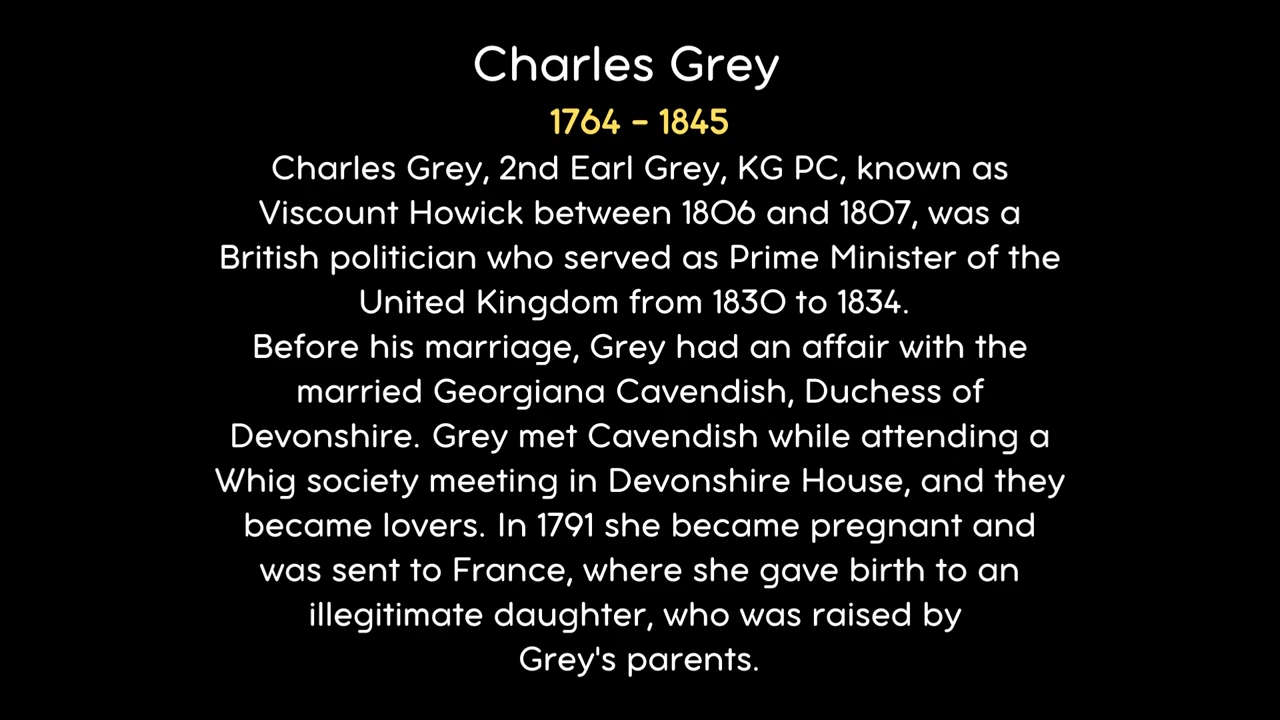 Charles Grey
1764 - 1845
Charles Grey, 2nd Earl Grey, KG PC, known as
Viscount Howick between 1806 and 1807, was a
British politician who served as Prime Minister of the
United Kingdom from 1830 to 1834.
Before his marriage, Grey had an affair with the
married Georgiana Cavendish, Duchess of
Devonshire. Grey met Cavendish while attending a
Whig society meeting in Devonshire House, and they
became lovers. In 1791 she became pregnant and
was sent to France, where she gave birth to an
illegitimate daughter, who was raised by
Grey's parents.